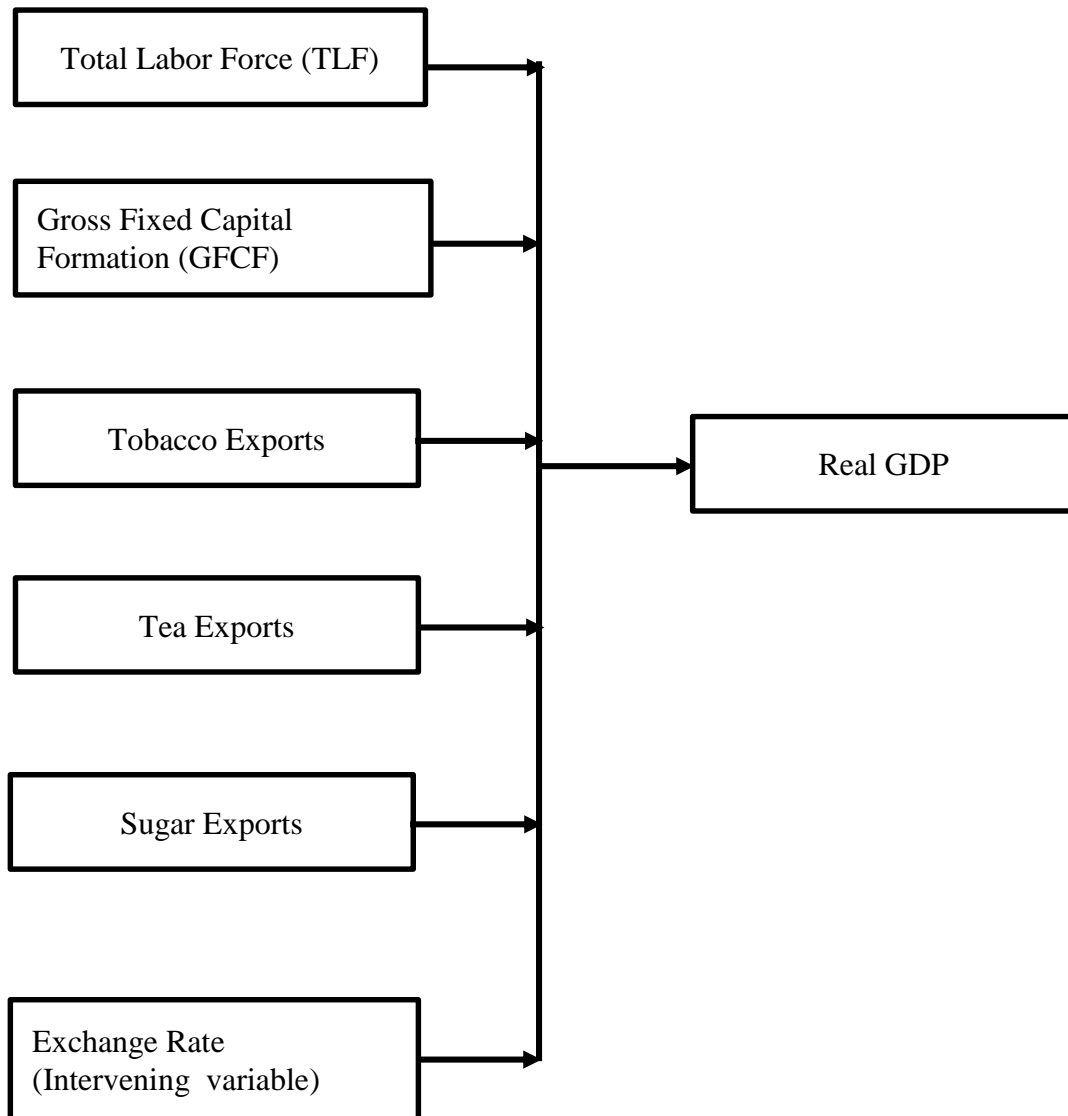 Total Labor Force (TLF)
Gross Fixed Capital
Formation (GFCF)
Tobacco Exports
Real GDP
Tea Exports
Sugar Exports
Exchange Rate
(Intervening  variable)